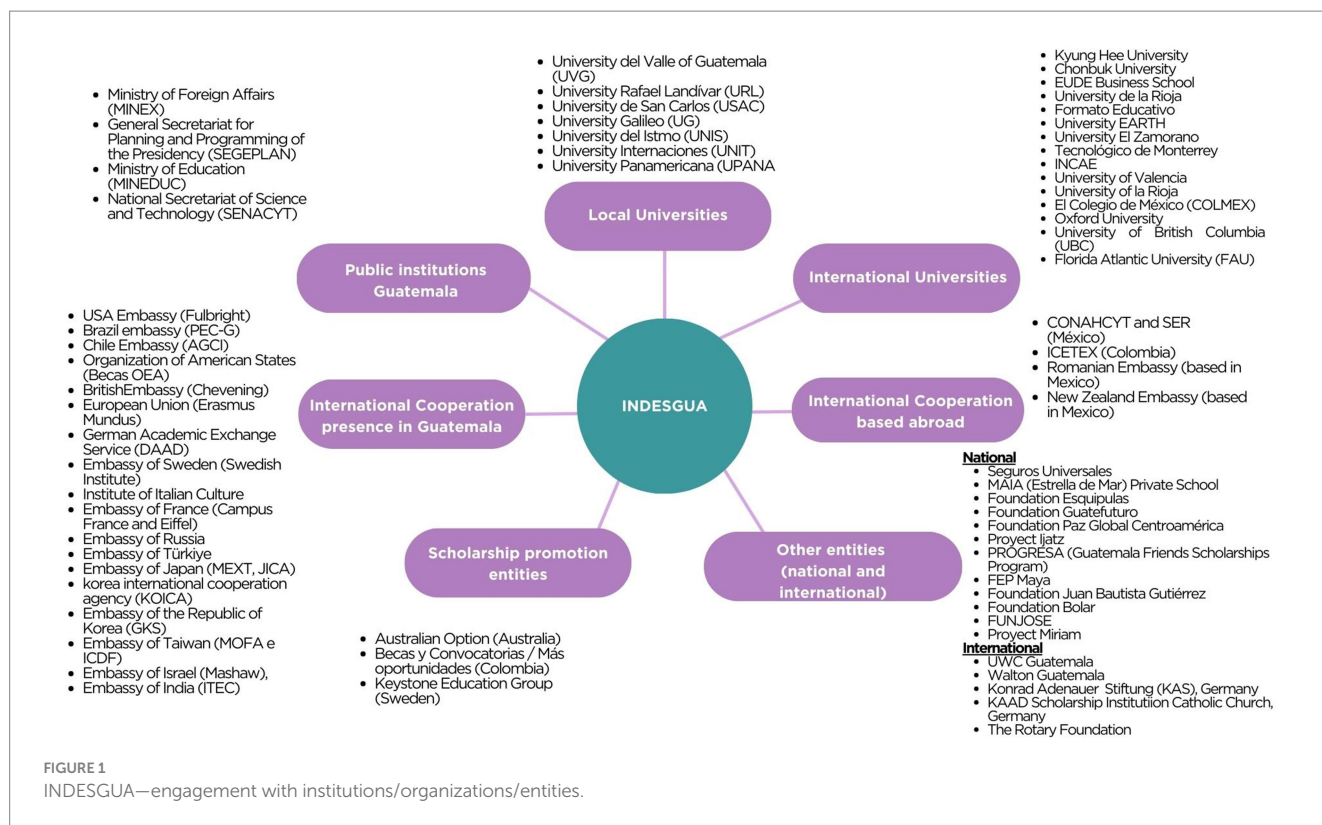 • Ministry of Foreign Affairs
(MINEX)
• General Secretariat for
Planning and Programming of
the Presidency (SEGEPLAN)
• Ministry of Education
(MINEDUC)
• National Secretariat of Science
and Technology (SENACYT)
• University del Valle of Guatemala
(UVG)
• University Rafael Landívar (URL)
• University de San Carlos (USAC)
• University Galileo (UG)
• University del Istmo (UNIS)
• University Internaciones (UNIT)
• University Panamericana (UPANA
• Kyung Hee University
• Chonbuk University
• EUDE Business School
• University de la Rioja
• Formato Educativo
• University EARTH
• University El Zamorano
• Tecnológico de Monterrey
• INCAE
• University of Valencia
• University of la Rioja
• El Colegio de México (COLMEX)
• Oxford University
• University of British Columbia
(UBC)
• Florida Atlantic University (FAU)
Local Universities
Public institutions
Guatemala
International Universities
• USA Embassy (Fulbright)
• Brazil embassy (PEC-G)
• Chile Embassy (AGCI)
• Organization of American States
(Becas OEA)
• BritishEmbassy (Chevening)
• European Union (Erasmus
Mundus)
• German Academic Exchange
Service (DAAD)
• Embassy of Sweden (Swedish
Institute)
• Institute of Italian Culture
• Embassy of France (Campus
France and Eiffel)
• Embassy of Russia
• Embassy of Türkiye
• Embassy of Japan (MEXT, JICA)
• korea international cooperation
agency (KOICA)
• Embassy of the Republic of
Korea (GKS)
• Embassy of Taiwan (MOFA e
ICDF)
• Embassy of Israel (Mashaw),
• Embassy of India (ITEC)
International Cooperation
presence in Guatemala
INDESGUA
International Cooperation
based abroad
• CONAHCYT and SER
(México)
• ICETEX (Colombia)
• Romanian Embassy (based in
Mexico)
• New Zealand Embassy (based
in Mexico)
Scholarship promotion
entities
• Australian Option (Australia)
• Becas y Convocatorias / Más
oportunidades (Colombia)
• Keystone Education Group
(Sweden)
Other entities
(national and
international)
National
• Seguros Universales
• MAIA (Estrella de Mar) Private School
• Foundation Esquipulas
• Foundation Guatefuturo
• Foundation Paz Global Centroamérica
• Proyect Ijatz
• PROGRESA (Guatemala Friends Scholarships
Program)
• FEP Maya
• Foundation Juan Bautista Gutiérrez
• Foundation Bolar
• FUNJOSE
• Proyect Miriam
International
• UWC Guatemala
• Walton Guatemala
• Konrad Adenauer Stiftung (KAS), Germany
• KAAD Scholarship Institutiion Catholic Church,
Germany
• The Rotary Foundation
FIGURE 1
INDESGUA—engagement with institutions/organizations/entities.